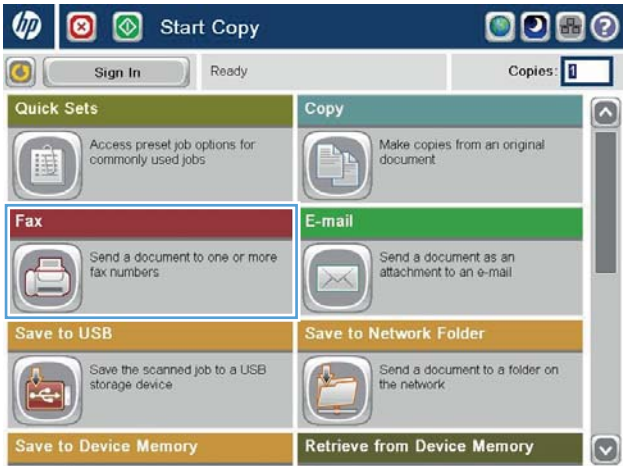 hp
Start Copy
?
Sign In
Ready
Copies: 1
Quick Sets
Access preset job options for
commonly used jobs
Copy
Make copies from an original
document
Fax
Send a document to one or more
fax numbers
E-mail
Send a document as an
attachment to an e-mail
Save to USB
Save the scanned job to a USB
storage device
Save to Network Folder
Send a document to a folder on
the network
Save to Device Memory
Retrieve from Device Memory